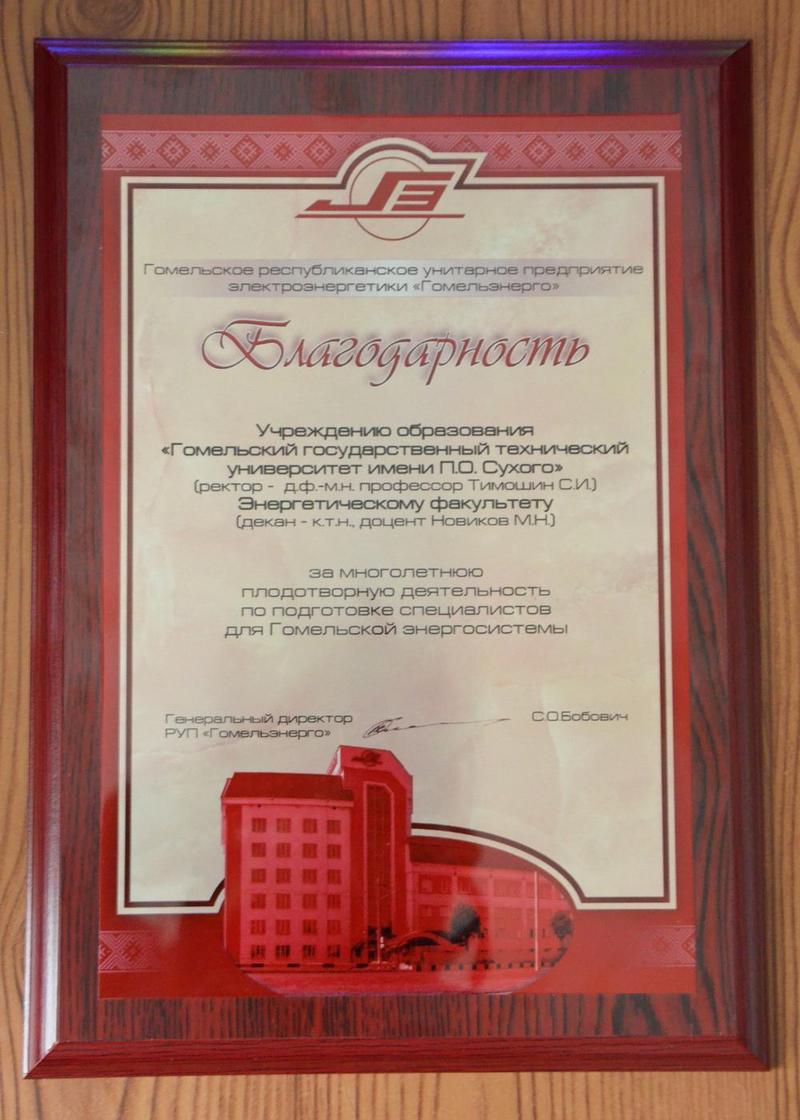 ГЭ
Гомельское республиканское унитарное предприятие
электроэнергетики «Гомельэнерго»
Благодарность
Учреждению образования
«Гомельский государственный технический
университет имени П.О. Сухого»
(ректор - д.ф.-м.н. профессор Тимошин С.И.)
Энергетическому факультету
(декан - к.т.н., доцент Новиков М.Н.)
за многолетнюю
плодотворную деятельность
по подготовке специалистов
для Гомельской энергосистемы
Генеральный директор
РУП «Гомельэнерго»
С.О.Бобович